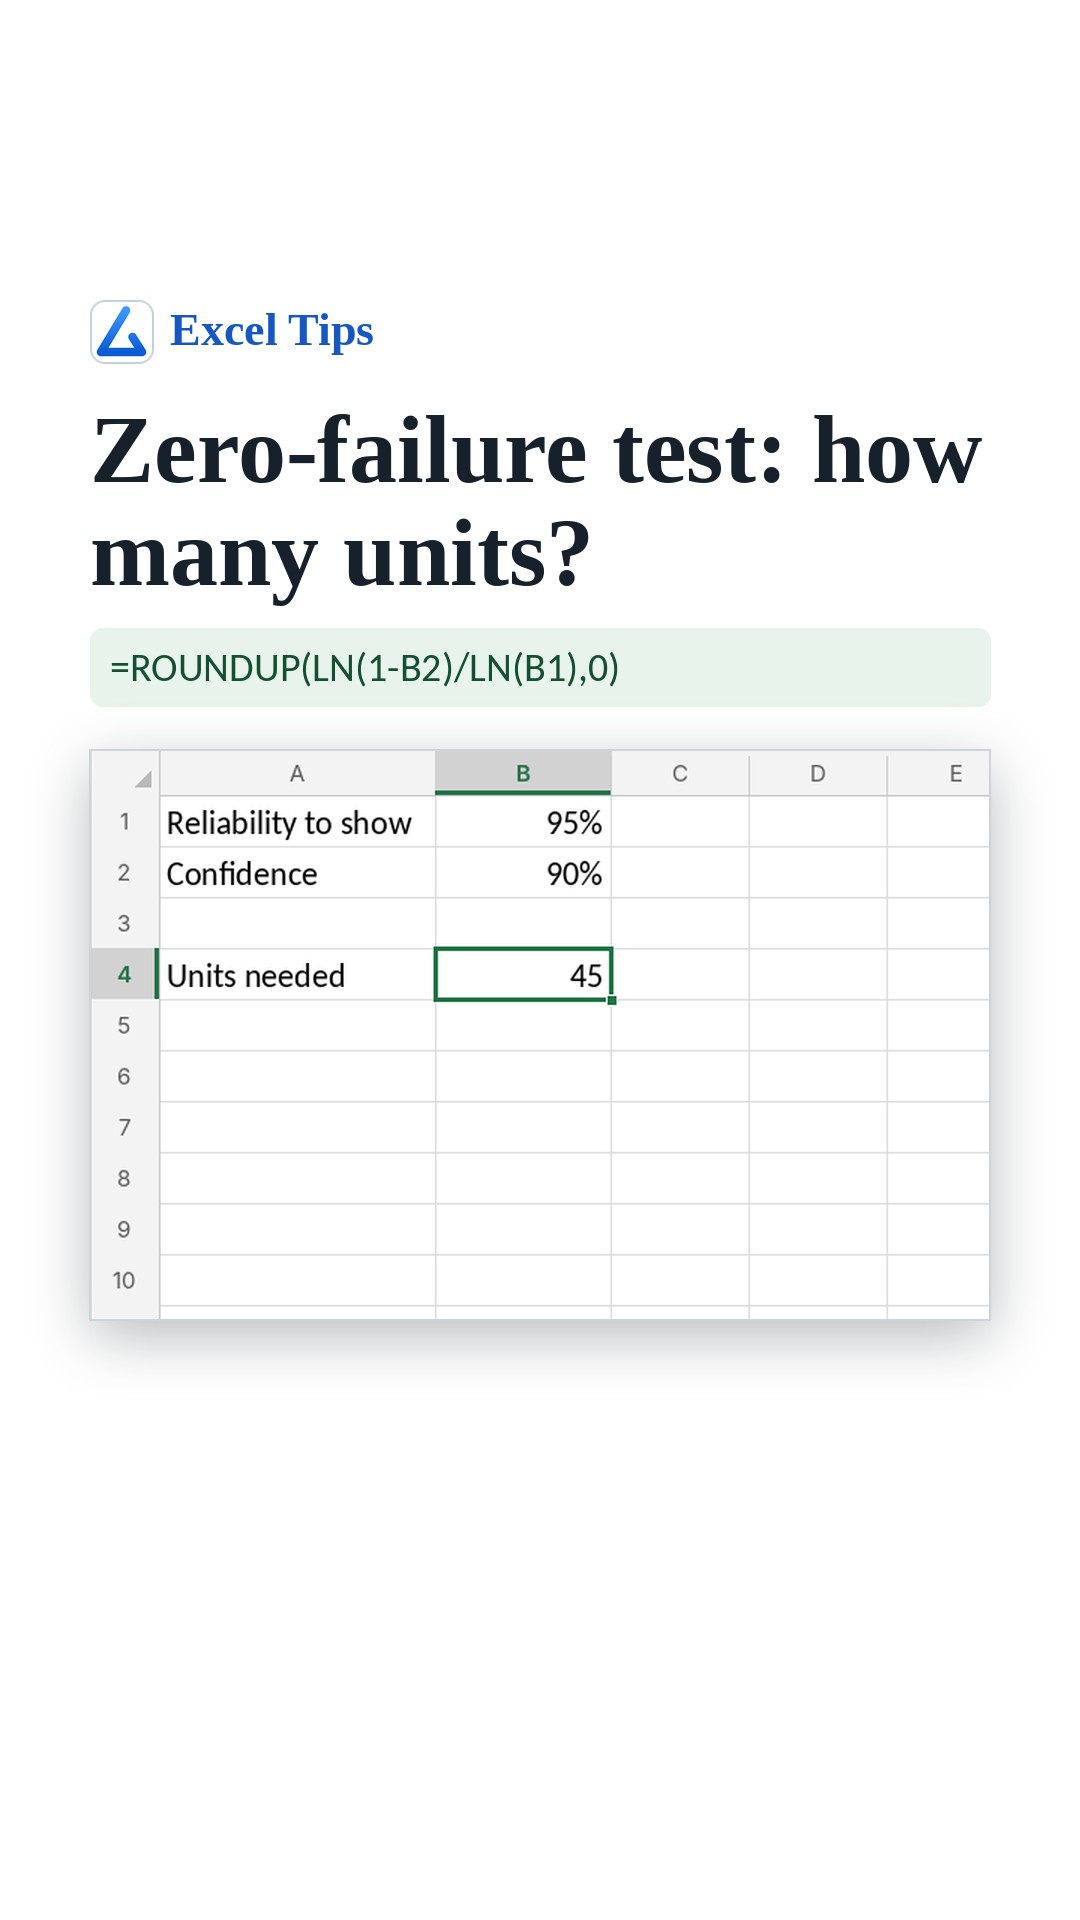 Excel Tips
Zero-failure test: how
many units?
=ROUNDUP(LN(1-B2)/LN(B1),0)
A B C D E
1 Reliability to show 95%
2 Confidence 90%
3
4 Units needed 45
5
6
7
8
9
10